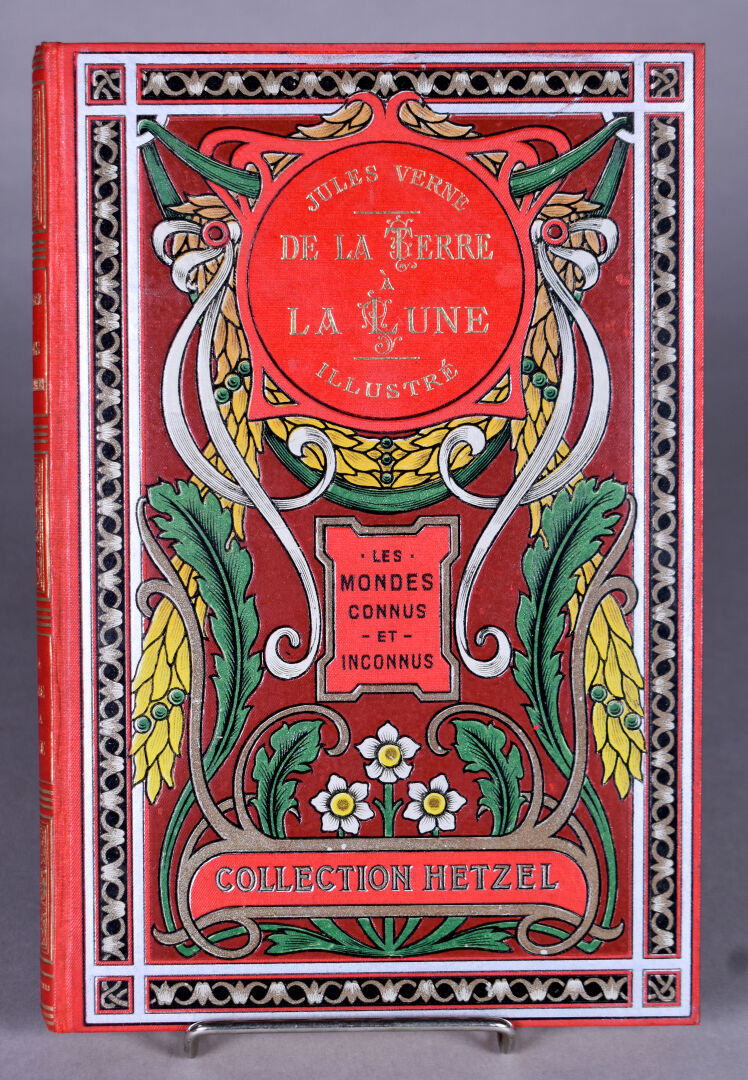 JULES VERNE
DE LA TERRE
à
LA LUNE
ILLUSTRÉ
· LES ·
MONDES
CONNUS
- ET -
INCONNUS
COLLECTION HETZEL